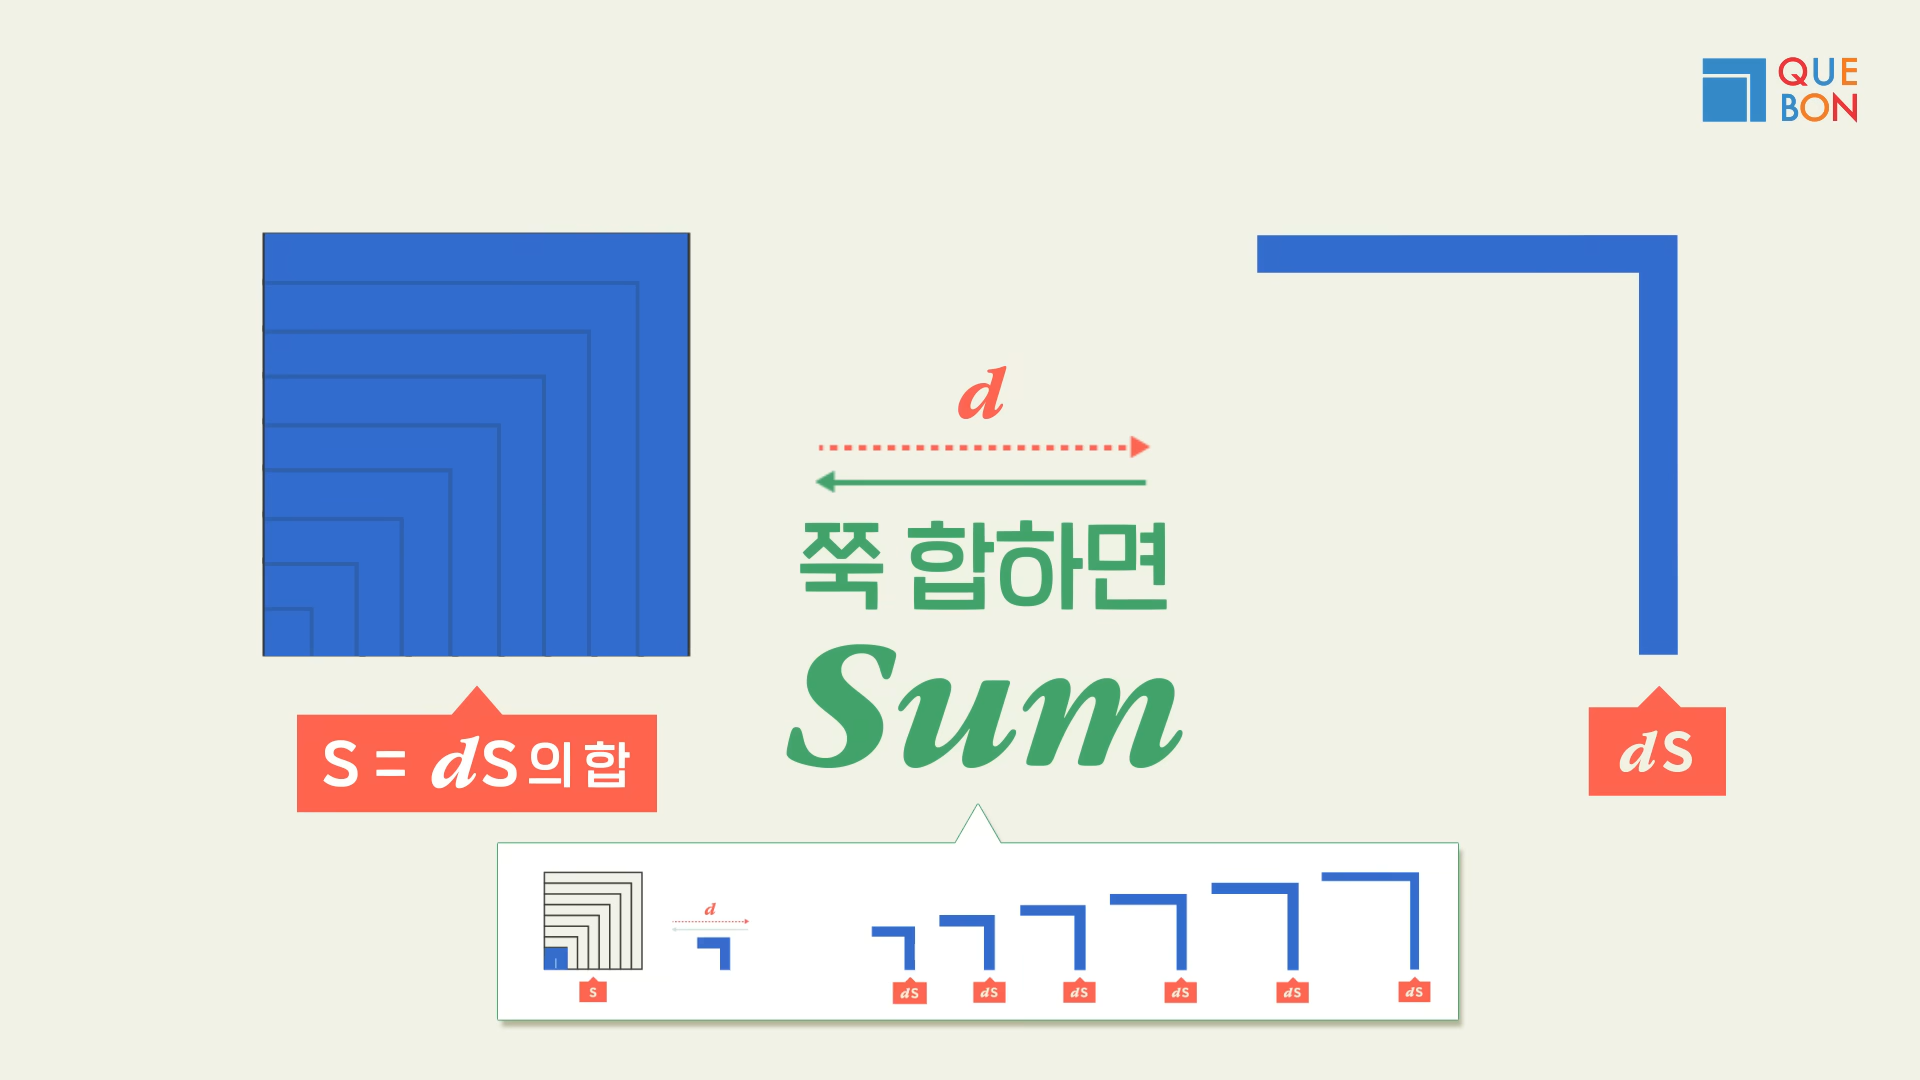 QUE
BON
d
쭉 합하면
Sum
S = dS의 합
dS
d
S
dS
dS
dS
dS
dS
dS